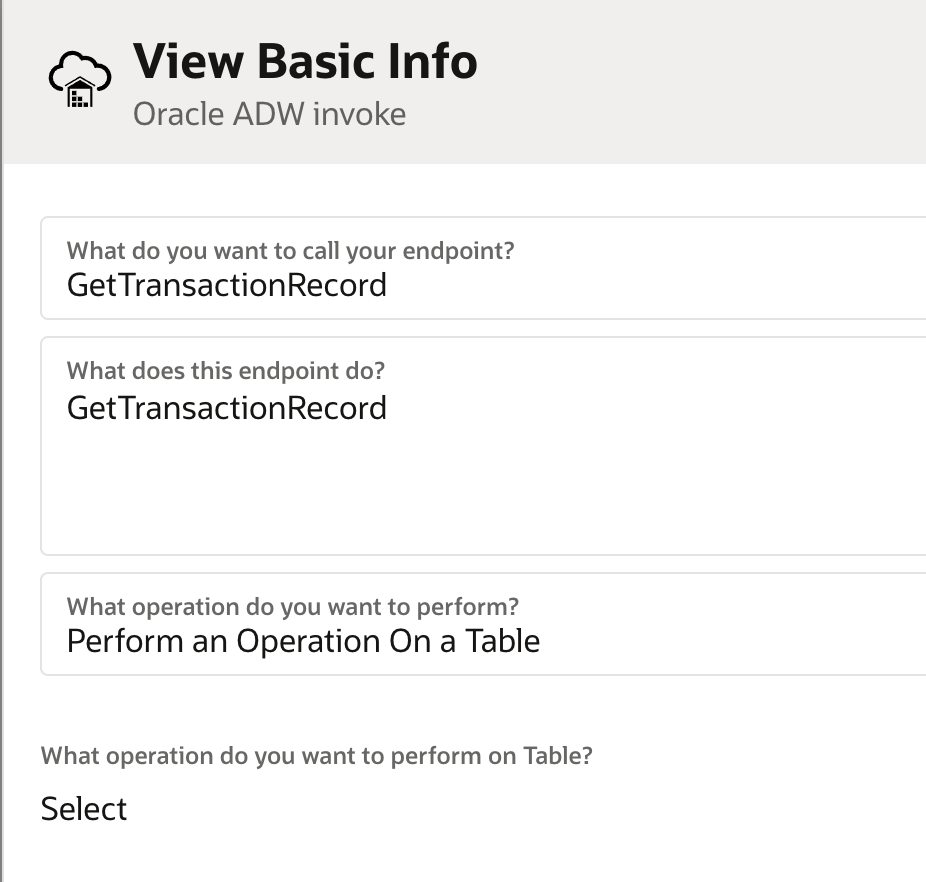 View Basic Info
Oracle ADW invoke
What do you want to call your endpoint?
GetTransactionRecord
What does this endpoint do?
GetTransactionRecord
What operation do you want to perform?
Perform an Operation On a Table
What operation do you want to perform on Table?
Select